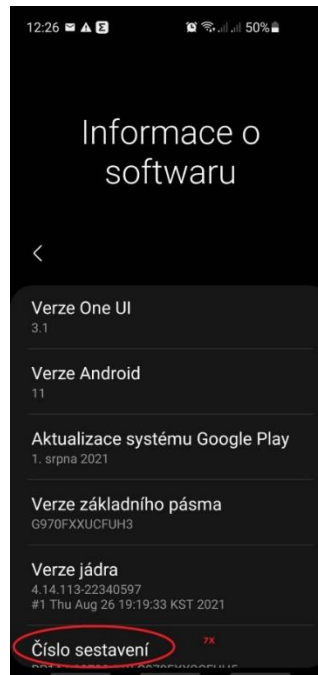 12:26 50%
Informace o
softwaru
Verze One UI
3.1
Verze Android
11
Aktualizace systému Google Play
1. srpna 2021
Verze základního pásma
G970FXXUCFUH3
Verze jádra
4.14.113-22340597
#1 Thu Aug 26 19:19:33 KST 2021
Číslo sestavení 7x